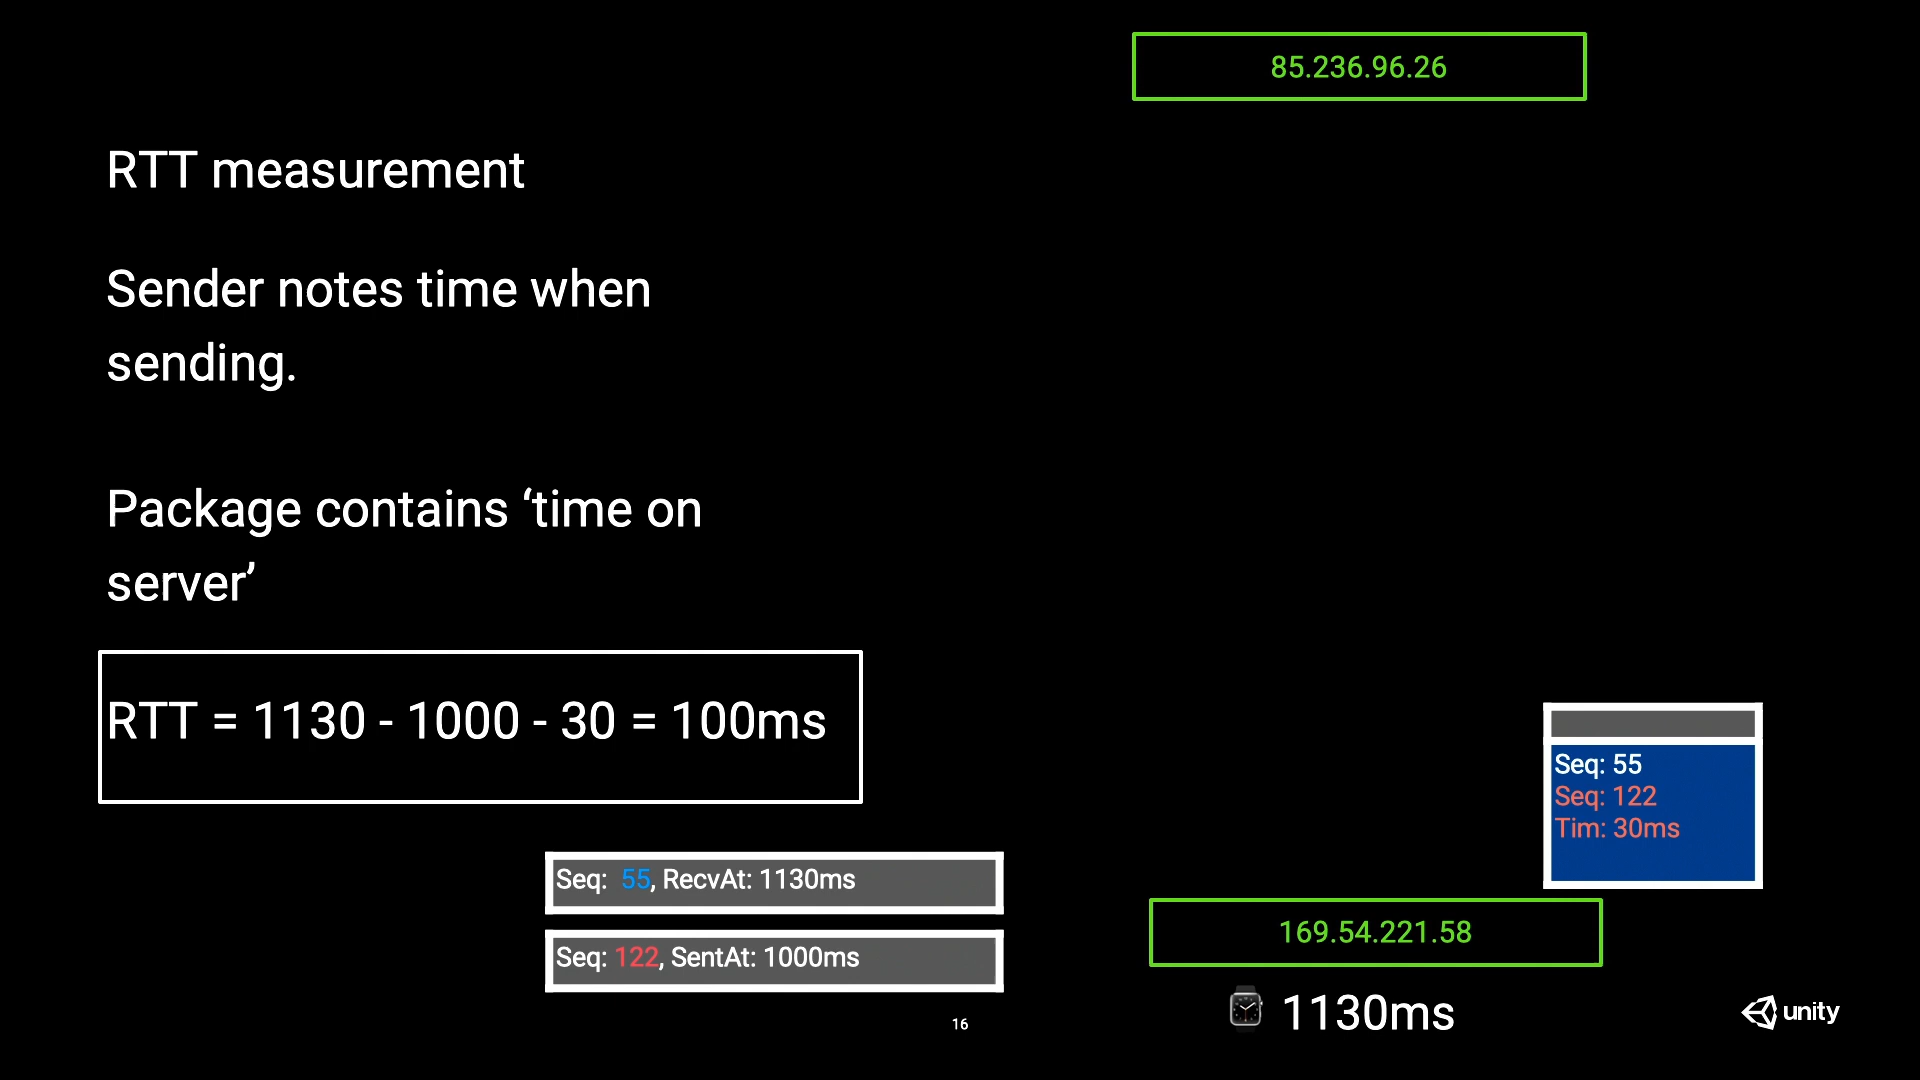 85.236.96.26
RTT measurement
Sender notes time when
sending.
Package contains ‘time on
server’
RTT = 1130 - 1000 - 30 = 100ms
Seq: 55
Seq: 122
Tim: 30ms
Seq: 55, RecvAt: 1130ms
Seq: 122, SentAt: 1000ms
169.54.221.58
1130ms
16
unity